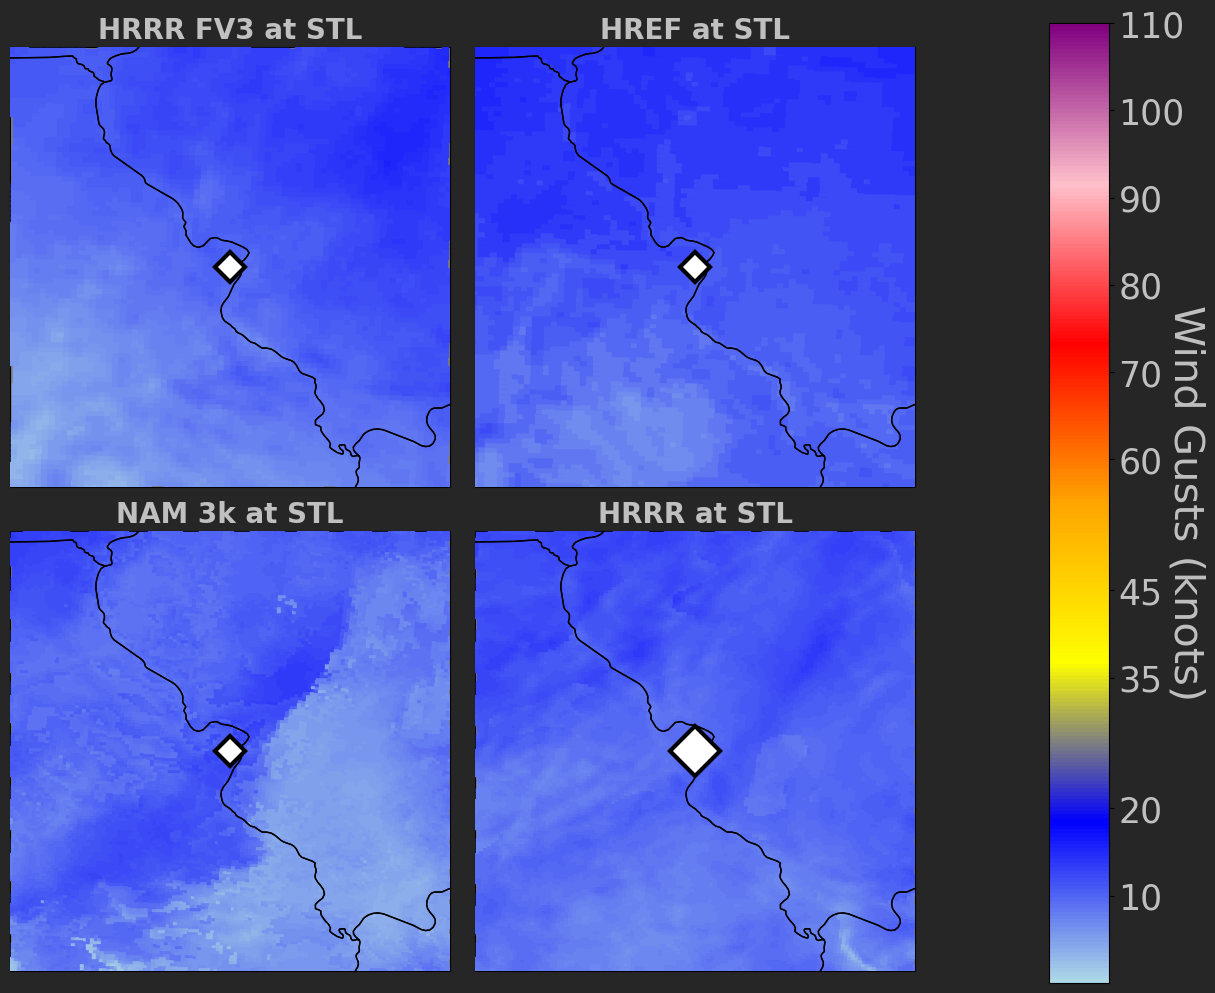 HRRR FV3 at STL
HREF at STL
NAM 3k at STL
HRRR at STL
110
100
90
80
70
60
45
35
20
10
Wind Gusts (knots)